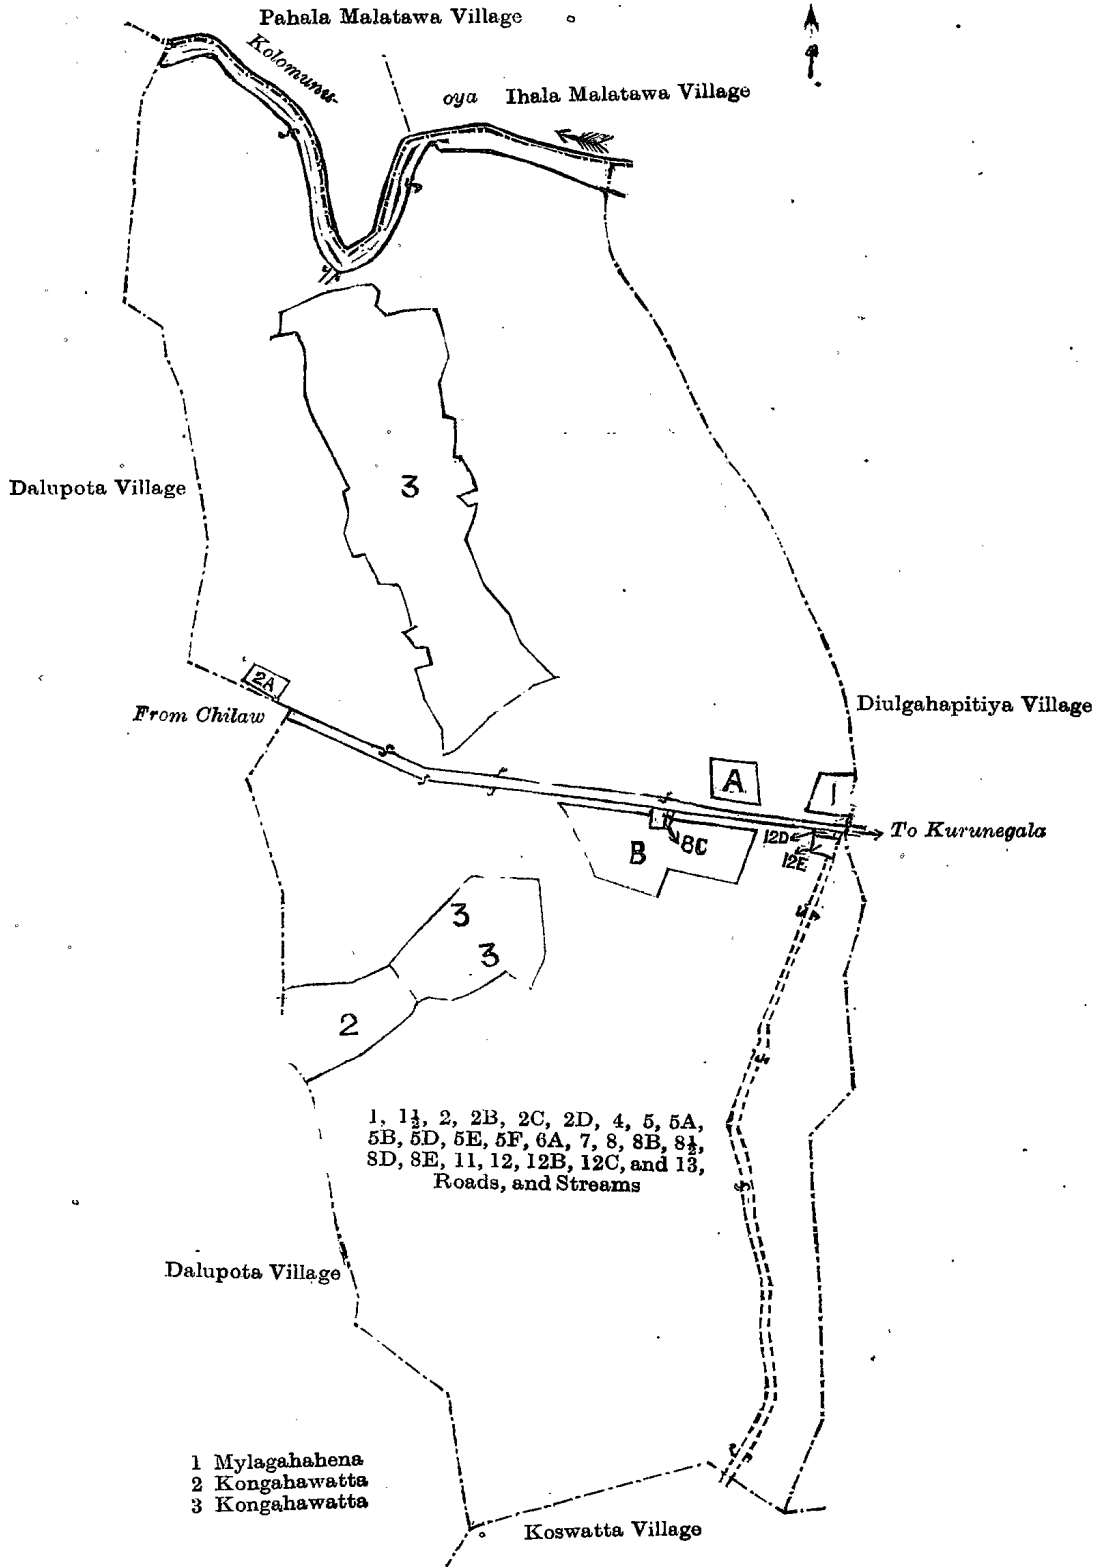 Pahala Malatawa Village
Kolomunu-
oya Ihala Malatawa Village
3
Dalupota Village
2A
From Chilaw
Diulgahapitiya Village
A
1
To Kurunegala
12D
8C
B
12E
3
3
2
1, 1½, 2, 2B, 2C, 2D, 4, 5, 5A,
5B, 5D, 5E, 5F, 6A, 7, 8, 8B, 8½,
8D, 8E, 11, 12, 12B, 12C, and 13,
Roads, and Streams
Dalupota Village
1 Mylagahahena
2 Kongahawatta
3 Kongahawatta
Koswatta Village